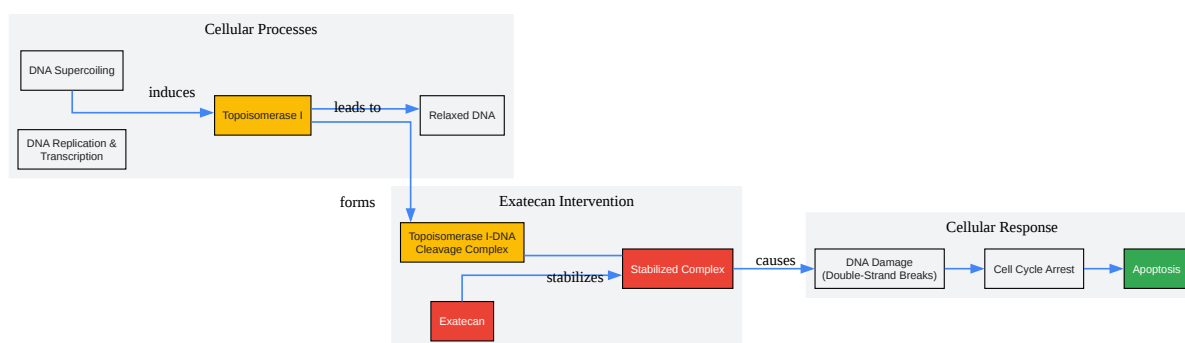 Cellular Processes
DNA Supercoiling
induces
Topoisomerase I
leads to
Relaxed DNA
DNA Replication &
Transcription
forms
Exatecan Intervention
Topoisomerase I-DNA
Cleavage Complex
Stabilized Complex
stabilizes
Exatecan
causes
Cellular Response
DNA Damage
(Double-Strand Breaks)
Cell Cycle Arrest
Apoptosis